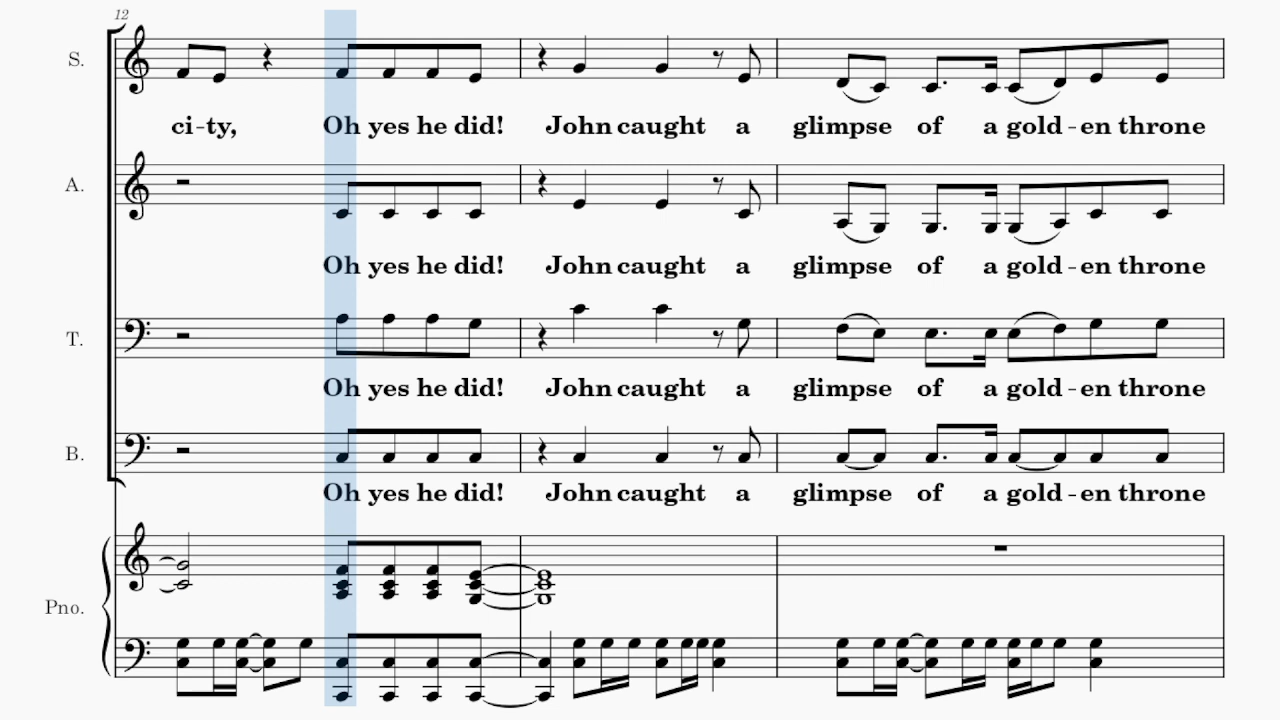 12
S.
ci-ty, Oh yes he did! John caught a glimpse of a gold-en throne
A.
Oh yes he did! John caught a glimpse of a gold-en throne
T.
Oh yes he did! John caught a glimpse of a gold-en throne
B.
Oh yes he did! John caught a glimpse of a gold-en throne
Pno.